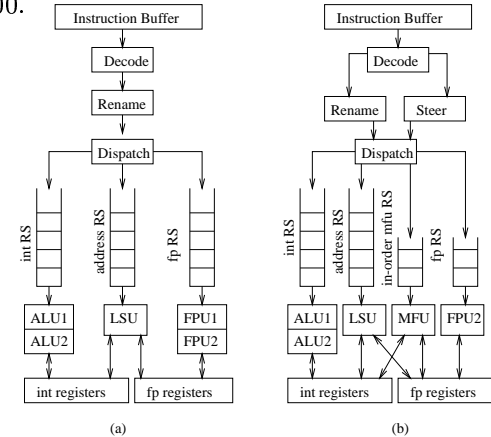 00.
Instruction Buffer
Decode
Rename
Dispatch
int RS
address RS
fp RS
ALU1
ALU2
LSU
FPU1
FPU2
int registers
fp registers
(a)
Instruction Buffer
Decode
Rename
Steer
Dispatch
int RS
address RS
in-order mfu RS
fp RS
ALU1
ALU2
LSU
MFU
FPU2
int registers
fp registers
(b)